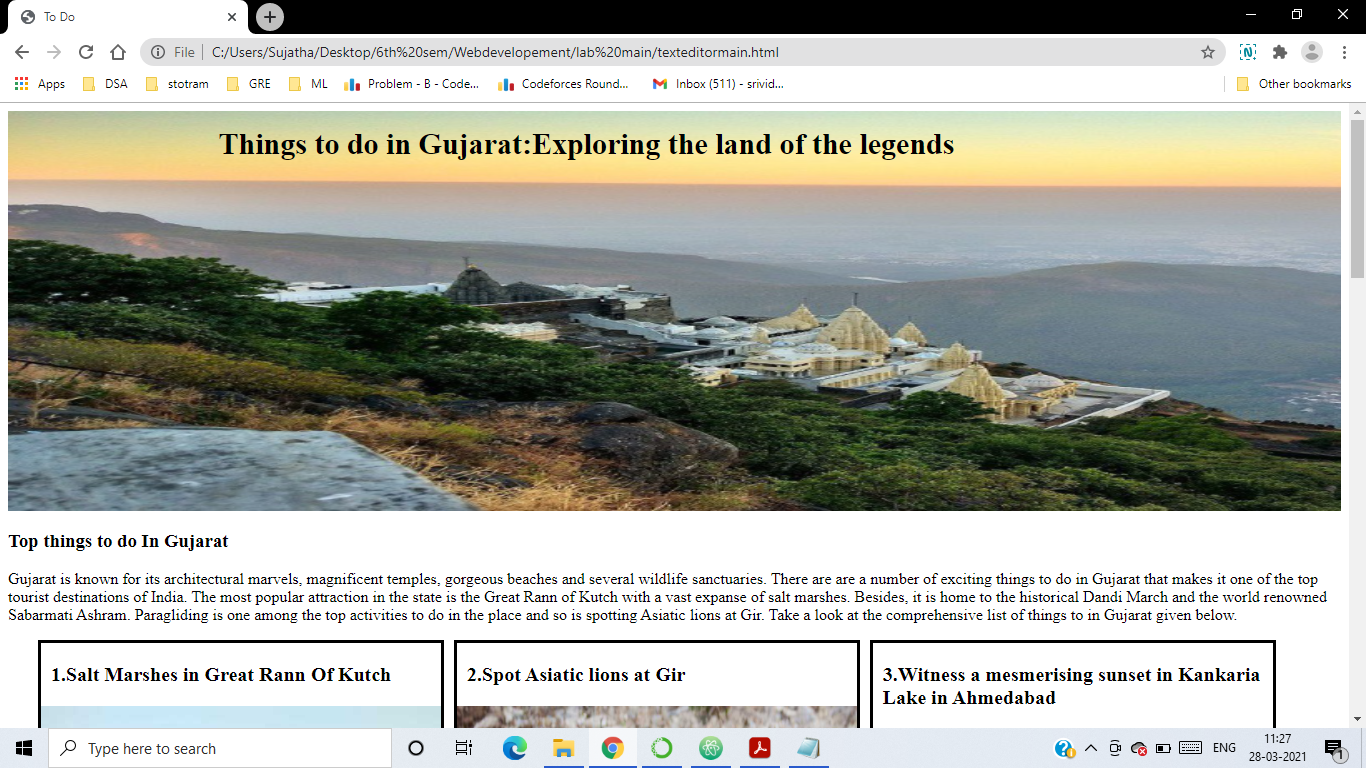 To Do
File
C:/Users/Sujatha/Desktop/6th%20sem/Webdevelopement/lab%20main/texteditormain.html
Apps DSA stotram GRE ML Problem - B - Code... Codeforces Round... Inbox (511) - srivid... Other bookmarks
Things to do in Gujarat:Exploring the land of the legends
Top things to do In Gujarat
Gujarat is known for its architectural marvels, magnificent temples, gorgeous beaches and several wildlife sanctuaries. There are are a number of exciting things to do in Gujarat that makes it one of the top
tourist destinations of India. The most popular attraction in the state is the Great Rann of Kutch with a vast expanse of salt marshes. Besides, it is home to the historical Dandi March and the world renowned
Sabarmati Ashram. Paragliding is one among the top activities to do in the place and so is spotting Asiatic lions at Gir. Take a look at the comprehensive list of things to in Gujarat given below.
1.Salt Marshes in Great Rann Of Kutch
2.Spot Asiatic lions at Gir
3.Witness a mesmerising sunset in Kankaria
Lake in Ahmedabad
Type here to search
ENG
11:27
28-03-2021
1